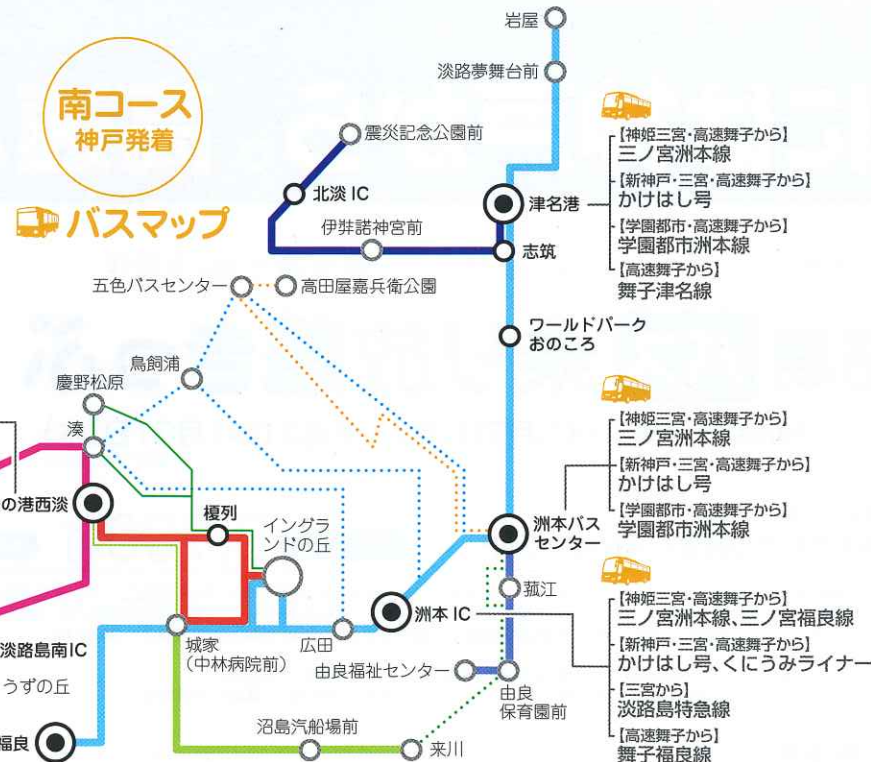 南コース
神戸発着
バスマップ
岩屋
淡路夢舞台前
震災記念公園前
北淡 IC
伊弉諾神宮前
津名港
志筑
【神姫三宮・高速舞子から】
三ノ宮洲本線
【新神戸・三宮・高速舞子から】
かけはし号
【学園都市・高速舞子から】
学園都市洲本線
【高速舞子から】
舞子津名線
五色バスセンター
高田屋嘉兵衛公園
ワールドパーク
おのころ
鳥飼浦
慶野松原
湊
の港西淡
榎列
イングラ
ンドの丘
洲本バス
センター
【神姫三宮・高速舞子から】
三ノ宮洲本線
【新神戸・三宮・高速舞子から】
かけはし号
【学園都市・高速舞子から】
学園都市洲本線
菰江
洲本 IC
【神姫三宮・高速舞子から】
三ノ宮洲本線、三ノ宮福良線
【新神戸・三宮・高速舞子から】
かけはし号、くにうみライナー
【三宮から】
淡路島特急線
【高速舞子から】
舞子福良線
淡路島南IC
うずの丘
城家
(中林病院前)
広田
由良福祉センター
由良
保育園前
福良
沼島汽船場前
来川